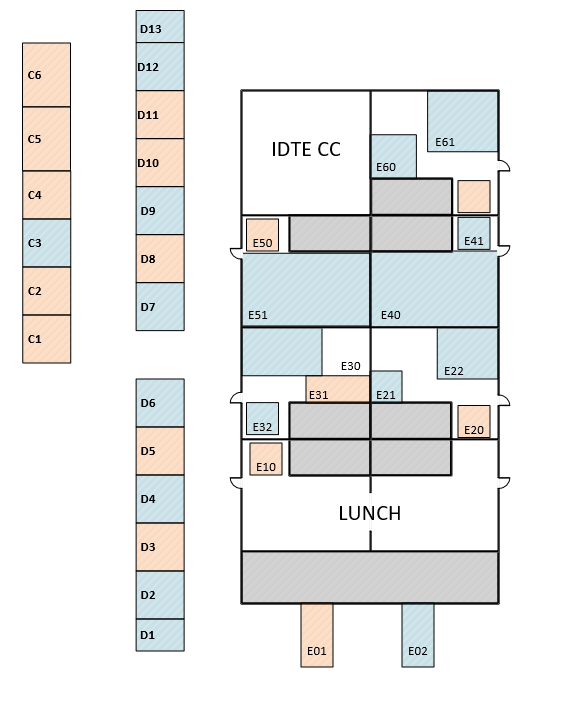 D13
C6
D12
C5
D11
D10
C4
D9
C3
D8
C2
D7
C1
D6
D5
D4
D3
D2
D1
IDTE CC
E61
E60
E50
E41
E51
E40
E30
E22
E31
E21
E32
E20
E10
LUNCH
E01
E02